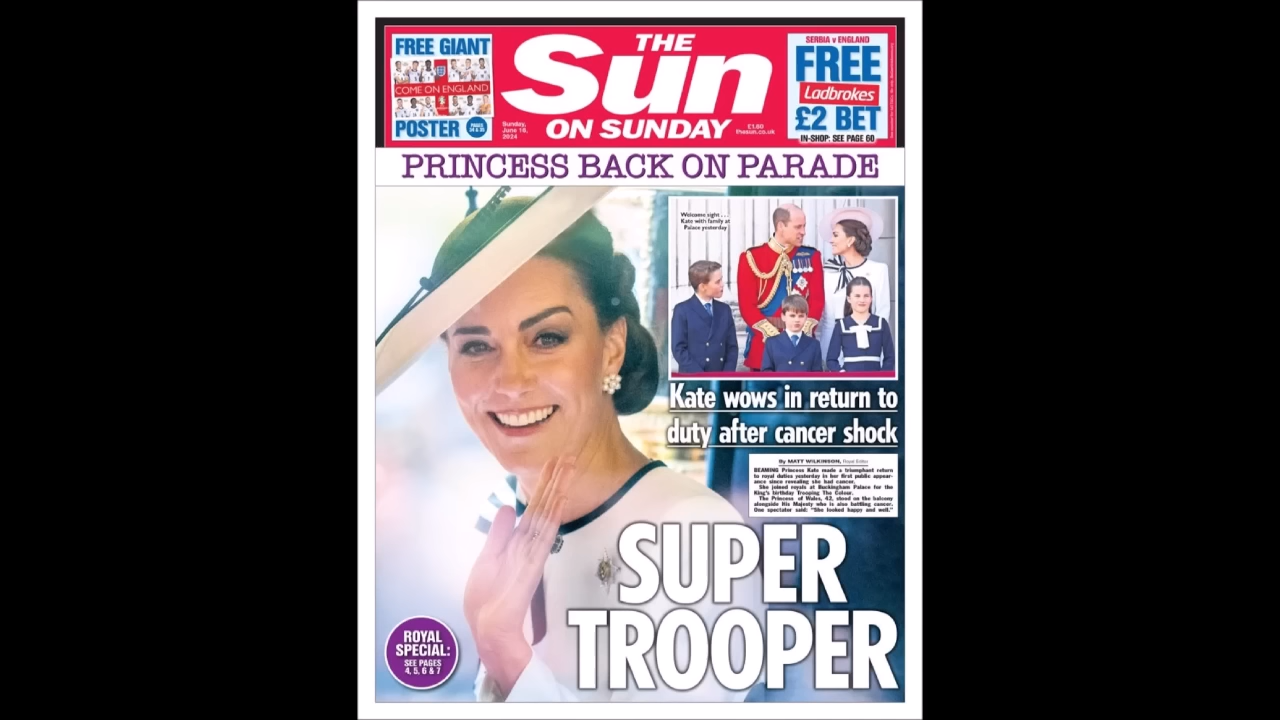 FREE GIANT
COME ON ENGLAND
POSTER
PAGES
34 & 35
THE
Sun
ON SUNDAY
Sunday,
June 16,
2024
£1.60
thesun.co.uk
SERBIA v ENGLAND
FREE
Ladbrokes
£2 BET
IN-SHOP: SEE PAGE 60
PRINCESS BACK ON PARADE
Welcome sight . . .
Kate with family at
Palace yesterday
Kate wows in return to
duty after cancer shock
By MATT WILKINSON, Royal Editor
BEAMING Princess Kate made a triumphant return
to royal duties yesterday in her first public appear-
ance since revealing she had cancer.
She joined royals at Buckingham Palace for the
King's birthday Trooping The Colour.
The Princess of Wales, 42, stood on the balcony
alongside His Majesty who is also battling cancer.
One spectator said: "She looked happy and well."
SUPER
TROOPER
ROYAL
SPECIAL:
SEE PAGES
4, 5, 6 & 7